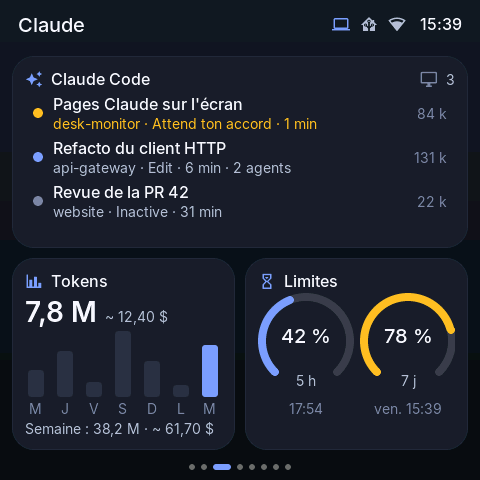 Claude 15:39
Claude Code 3
Pages Claude sur l'écran
desk-monitor · Attend ton accord · 1 min 84 k
Refacto du client HTTP
api-gateway · Edit · 6 min · 2 agents 131 k
Revue de la PR 42
website · Inactive · 31 min 22 k
Tokens
7,8 M ~ 12,40 $
M J V S D L M
Semaine : 38,2 M · ~ 61,70 $
Limites
42 % 78 %
5 h 7 j
17:54 ven. 15:39